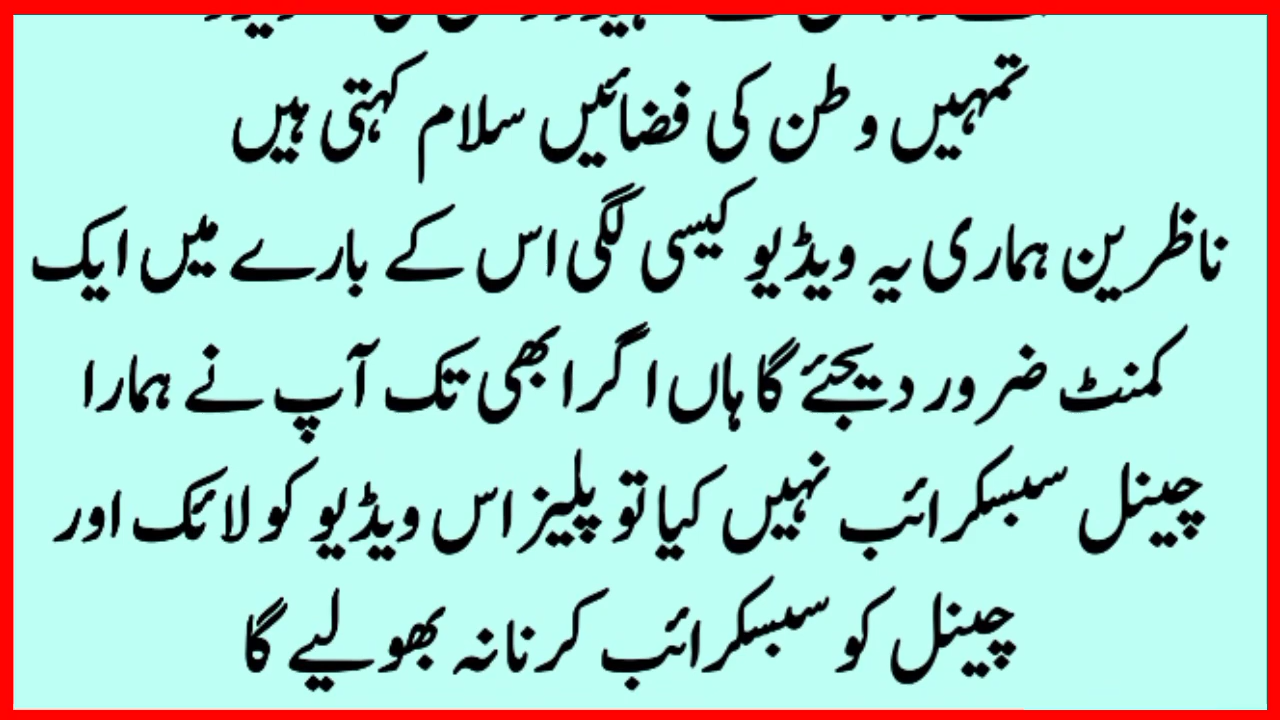 تمہیں وطن کی فضائیں سلام کہتی ہیں
ناظرین ہماری یہ ویڈیو کیسی لگی اس کے بارے میں ایک
کمنٹ ضرور دیجئے گا ہاں اگر ابھی تک آپ نے ہمارا
چینل سبسکرائب نہیں کیا تو پلیز اس ویڈیو کو لائک اور
چینل کو سبسکرائب کرنا نہ بھولیے گا